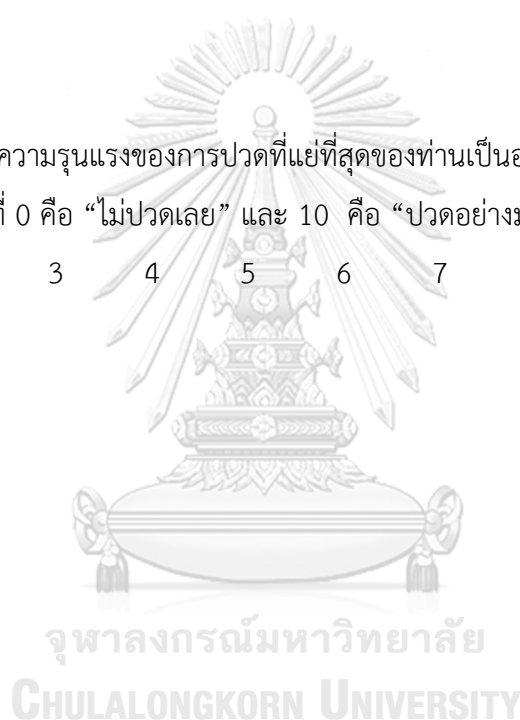 ความรุนแรงของการปวดที่แย่ที่สุดของท่านเป็นอ
ที่ 0 คือ “ไม่ปวดเลย” และ 10 คือ “ปวดอย่างม
3 4 5 6 7
จุฬาลงกรณ์มหาวิทยาลัย
CHULALONGKORN UNIVERSITY